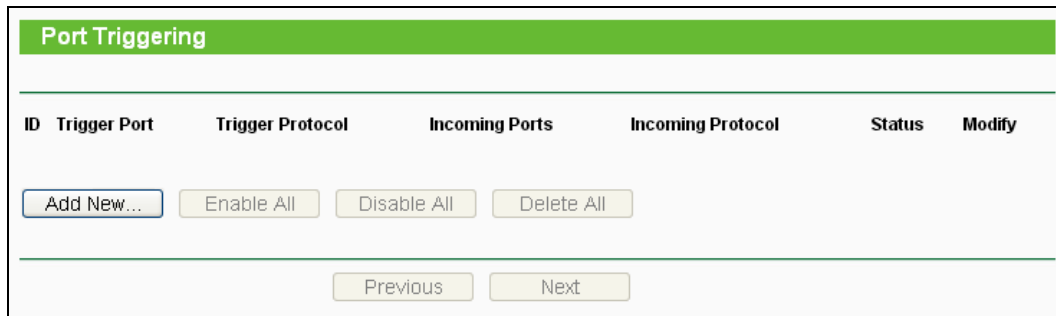 Port Triggering
ID Trigger Port Trigger Protocol Incoming Ports Incoming Protocol Status Modify
Add New... Enable All Disable All Delete All
Previous Next